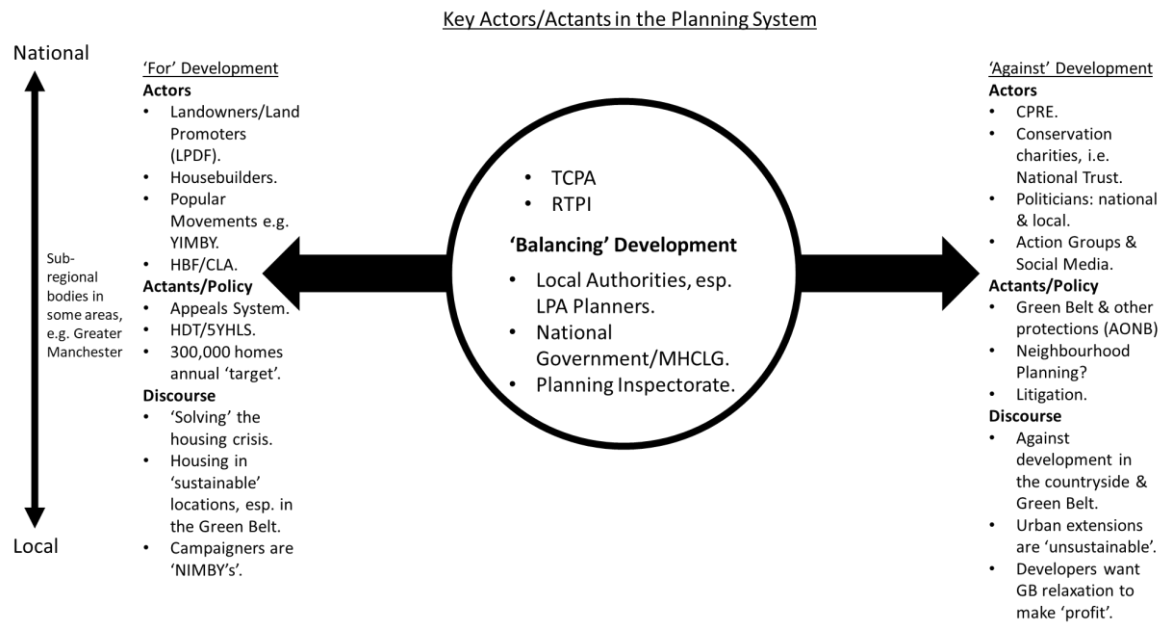 Key Actors/Actants in the Planning System
National
Sub-
regional
bodies in
some areas,
e.g. Greater
Manchester
Local
‘For’ Development
Actors
• Landowners/Land
Promoters
(LPDF).
• Housebuilders.
• Popular
Movements e.g.
YIMBY.
• HBF/CLA.
Actants/Policy
• Appeals System.
• HDT/5YHLS.
• 300,000 homes
annual ‘target’.
Discourse
• ‘Solving’ the
housing crisis.
• Housing in
‘sustainable’
locations, esp. in
the Green Belt.
• Campaigners are
‘NIMBY’s’.
• TCPA
• RTPI
‘Balancing’ Development
• Local Authorities, esp.
LPA Planners.
• National
Government/MHCLG.
• Planning Inspectorate.
‘Against’ Development
Actors
• CPRE.
• Conservation
charities, i.e.
National Trust.
• Politicians: national
& local.
• Action Groups &
Social Media.
Actants/Policy
• Green Belt & other
protections (AONB)
• Neighbourhood
Planning?
• Litigation.
Discourse
• Against
development in
the countryside &
Green Belt.
• Urban extensions
are ‘unsustainable’.
• Developers want
GB relaxation to
make ‘profit’.